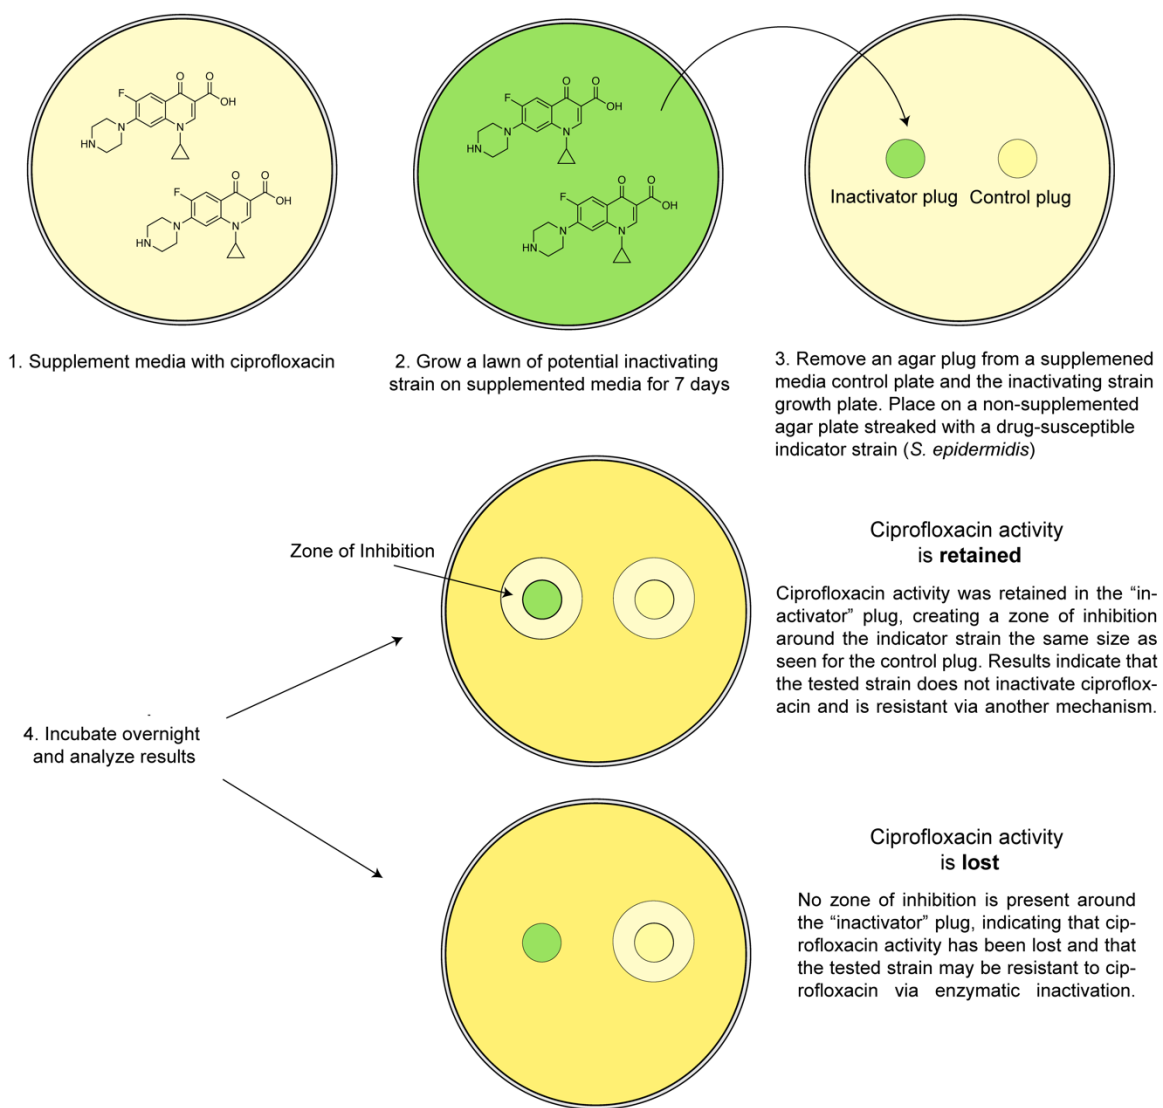 F
O
O
OH
N
N
HN
F
O
O
OH
N
N
HN
F
O
O
OH
N
N
HN
F
O
O
OH
N
N
HN
Inactivator plug
Control plug
1. Supplement media with ciprofloxacin
2. Grow a lawn of potential inactivating
strain on supplemented media for 7 days
3. Remove an agar plug from a supplemened
media control plate and the inactivating strain
growth plate. Place on a non-supplemented
agar plate streaked with a drug-susceptible
indicator strain (S. epidermidis)
Zone of Inhibition
Ciprofloxacin activity
is retained
Ciprofloxacin activity was retained in the “in-
activator” plug, creating a zone of inhibition
around the indicator strain the same size as
seen for the control plug. Results indicate that
the tested strain does not inactivate ciproflox-
acin and is resistant via another mechanism.
4. Incubate overnight
and analyze results
Ciprofloxacin activity
is lost
No zone of inhibition is present around
the “inactivator” plug, indicating that cip-
rofloxacin activity has been lost and that
the tested strain may be resistant to cip-
rofloxacin via enzymatic inactivation.